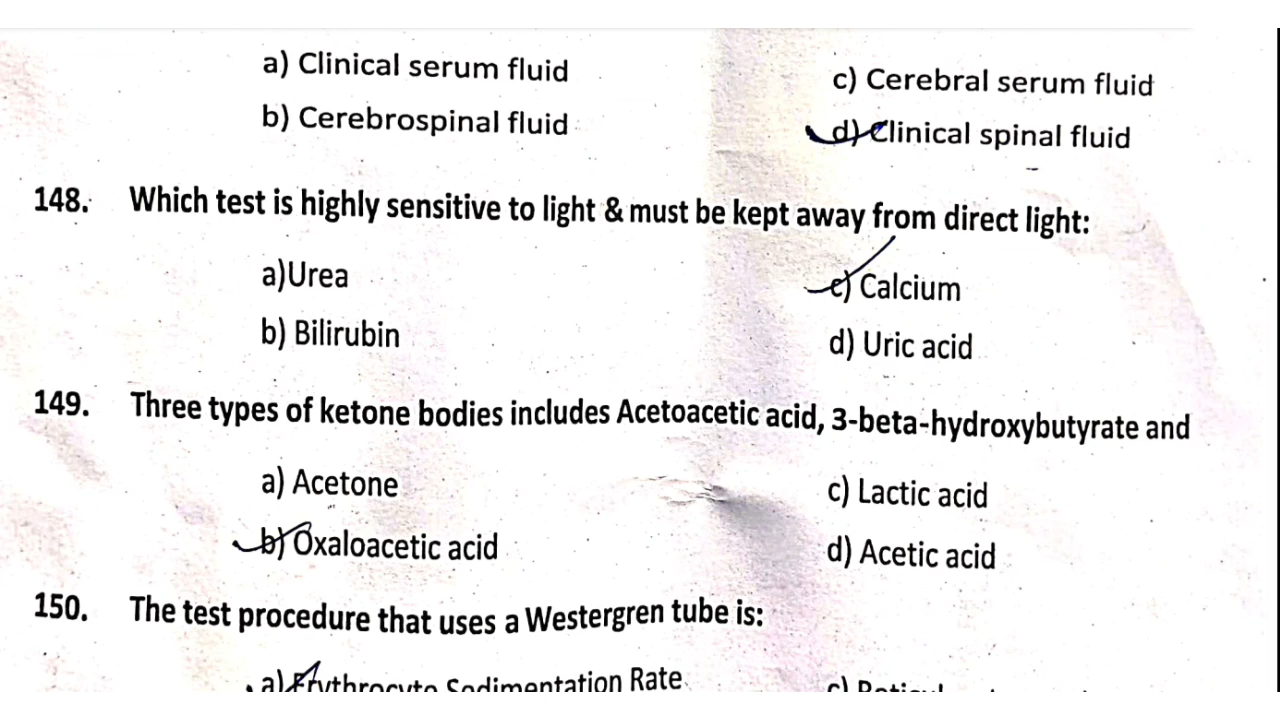 a) Clinical serum fluid
c) Cerebral serum fluid
b) Cerebrospinal fluid
d) Clinical spinal fluid
148. Which test is highly sensitive to light & must be kept away from direct light:
a)Urea
c) Calcium
b) Bilirubin
d) Uric acid
149. Three types of ketone bodies includes Acetoacetic acid, 3-beta-hydroxybutyrate and
a) Acetone
c) Lactic acid
b) Oxaloacetic acid
d) Acetic acid
150. The test procedure that uses a Westergren tube is:
a) Erythrocyte Sedimentation Rate
c)